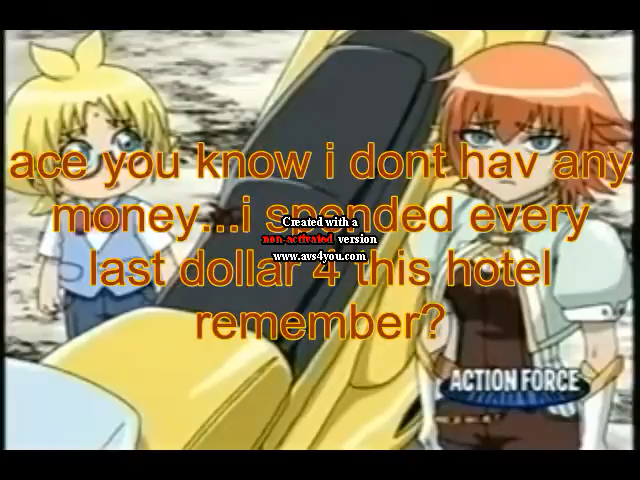 ace you know i dont hav any
money...i spended every
last dollar 4 this hotel
remember?
Created with a
non-activated version
www.avs4you.com
ACTION FORCE